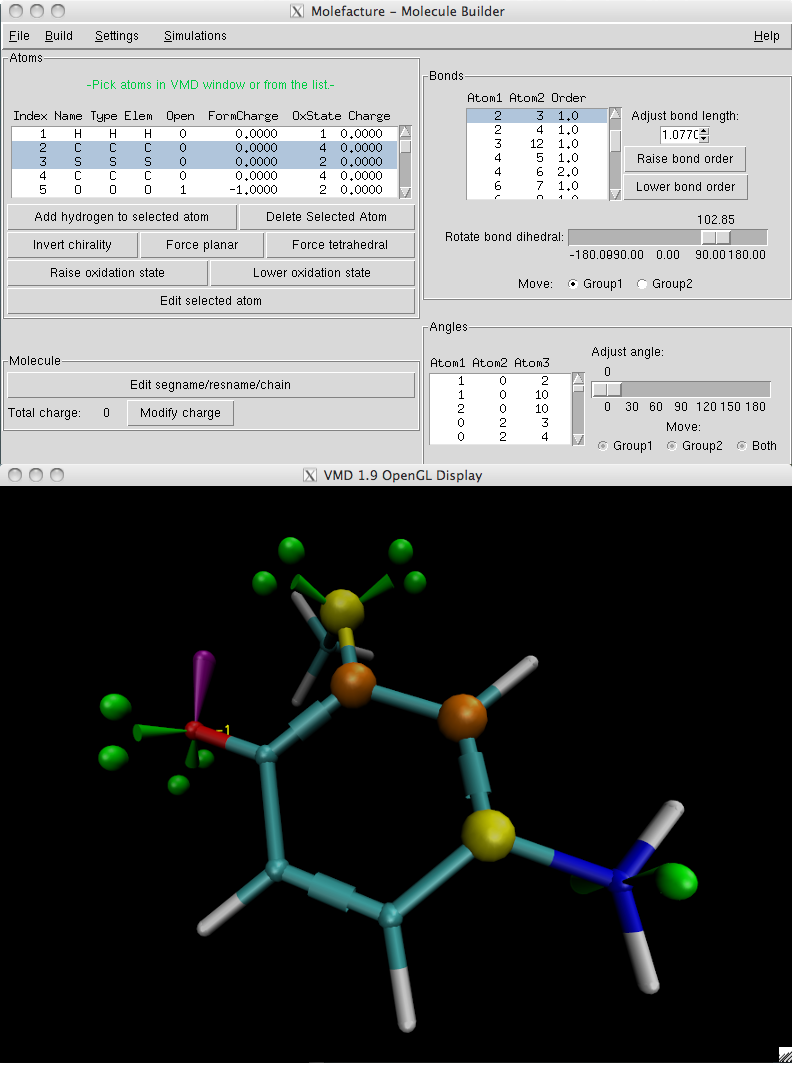 Molefacture - Molecule Builder
File Build Settings Simulations Help
Atoms
-Pick atoms in VMD window or from the list.-
Index Name Type Elem Open FormCharge OxState Charge
1 H H H 0 0.0000 1 0.0000
2 C C C 0 0.0000 4 0.0000
3 S S S 0 0.0000 2 0.0000
4 C C C 0 0.0000 4 0.0000
5 O O O 1 -1.0000 2 0.0000
Add hydrogen to selected atom Delete Selected Atom
Invert chirality Force planar Force tetrahedral
Raise oxidation state Lower oxidation state
Edit selected atom
Molecule
Edit segname/resname/chain
Total charge: 0 Modify charge
Bonds
Atom1 Atom2 Order
2 3 1.0
2 4 1.0
3 12 1.0
4 5 1.0
4 6 2.0
6 7 1.0
Adjust bond length:
1.077
Raise bond order
Lower bond order
102.85
Rotate bond dihedral:
-180.00 -90.00 0.00 90.00 180.00
Move: Group1 Group2
Angles
Atom1 Atom2 Atom3
1 0 2
1 0 10
2 0 10
0 2 3
0 2 4
Adjust angle:
0
0 30 60 90 120 150 180
Move:
Group1 Group2 Both
VMD 1.9 OpenGL Display
-1